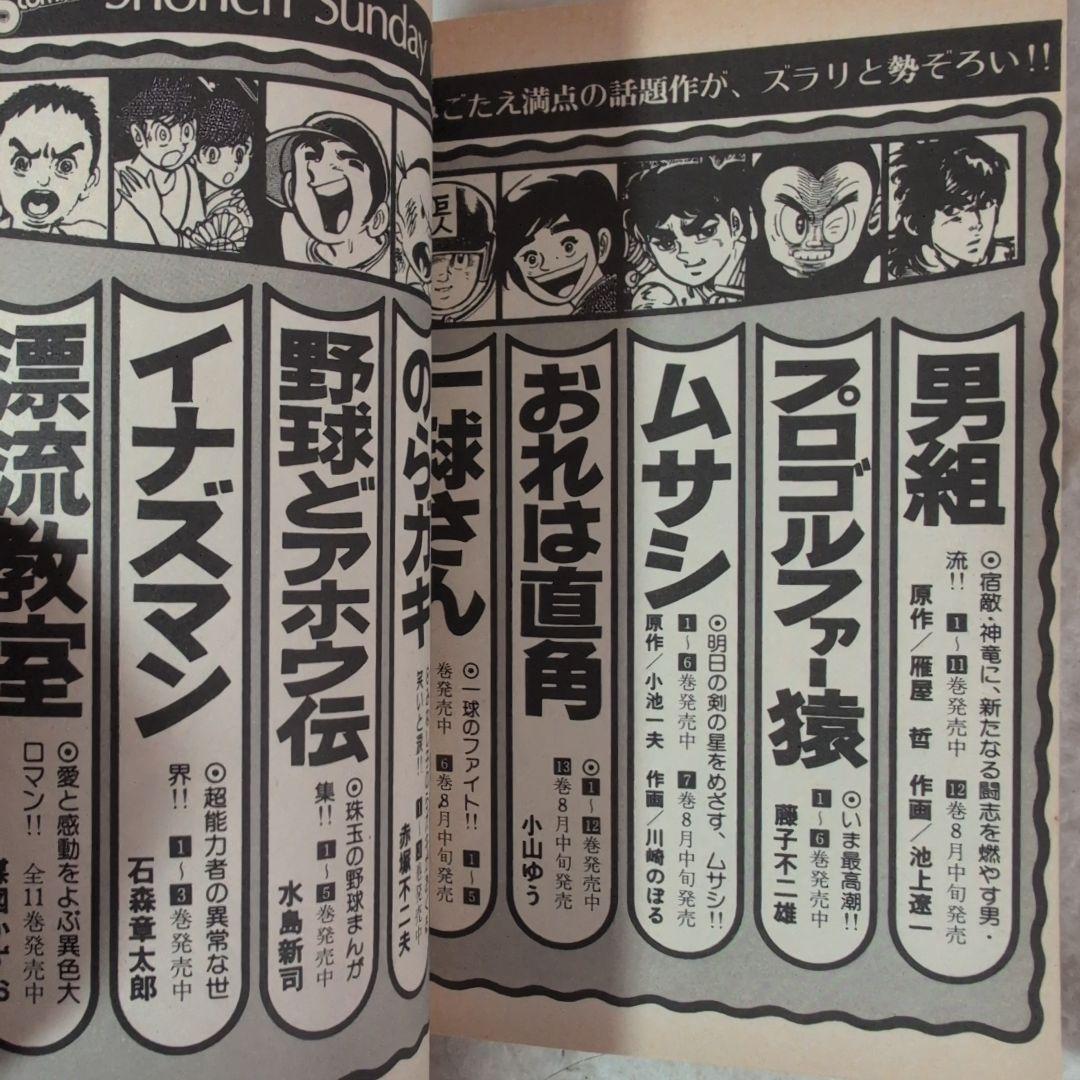 Shonen Sunday
ごたえ満点の話題作が、ズラリと勢ぞろい!!
男組
⦿宿敵・神竜に、新たなる闘志を燃やす男・
流!! 1〜11巻発売中 12巻8月中旬発売
原作/雁屋 哲 作画/池上遼一
プロゴルファー猿
⦿いま最高潮!!
1〜6巻発売中
藤子不二雄
ムサシ
⦿明日の剣の星をめざす、ムサシ!!
1〜6巻発売中 7巻8月中旬発売
原作/小池一夫 作画/川崎のぼる
おれは直角
⦿1〜12巻発売中
13巻8月中旬発売
小山ゆう
巨人
一球さん
⦿一球のファイト!! 1〜5
巻発売中 6巻8月中旬発売
のらガキ
笑いと涙!!
巻発売中
赤塚不二夫
野球どアホウ伝
⦿珠玉の野球まんが
集!! 1〜5巻発売中
水島新司
イナズマン
⦿超能力者の異常なせ
界!! 1〜3巻発売中
石森章太郎
漂流教室
⦿愛と感動をよぶ異色大
ロマン!! 全11巻発売中